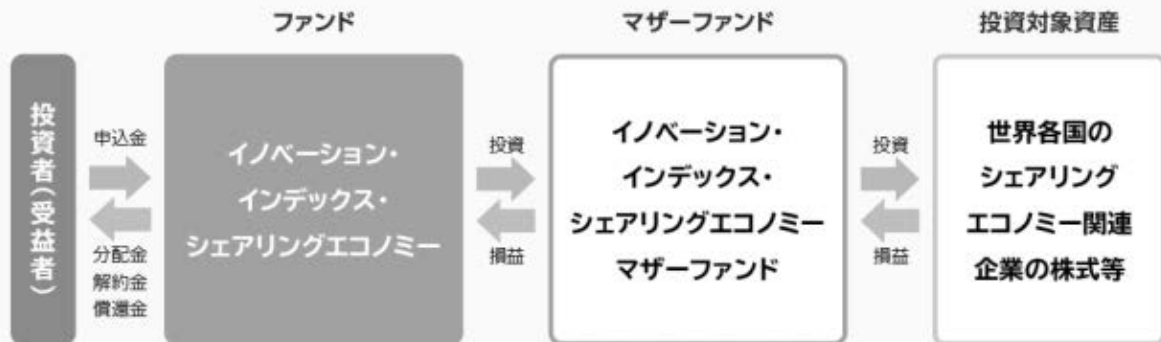 ファンド
マザーファンド
投資対象資産
投資者(受益者)
申込金
分配金
解約金
償還金
イノベーション・
インデックス・
シェアリングエコノミー
投資
損益
イノベーション・
インデックス・
シェアリングエコノミー
マザーファンド
投資
損益
世界各国の
シェアリング
エコノミー関連
企業の株式等